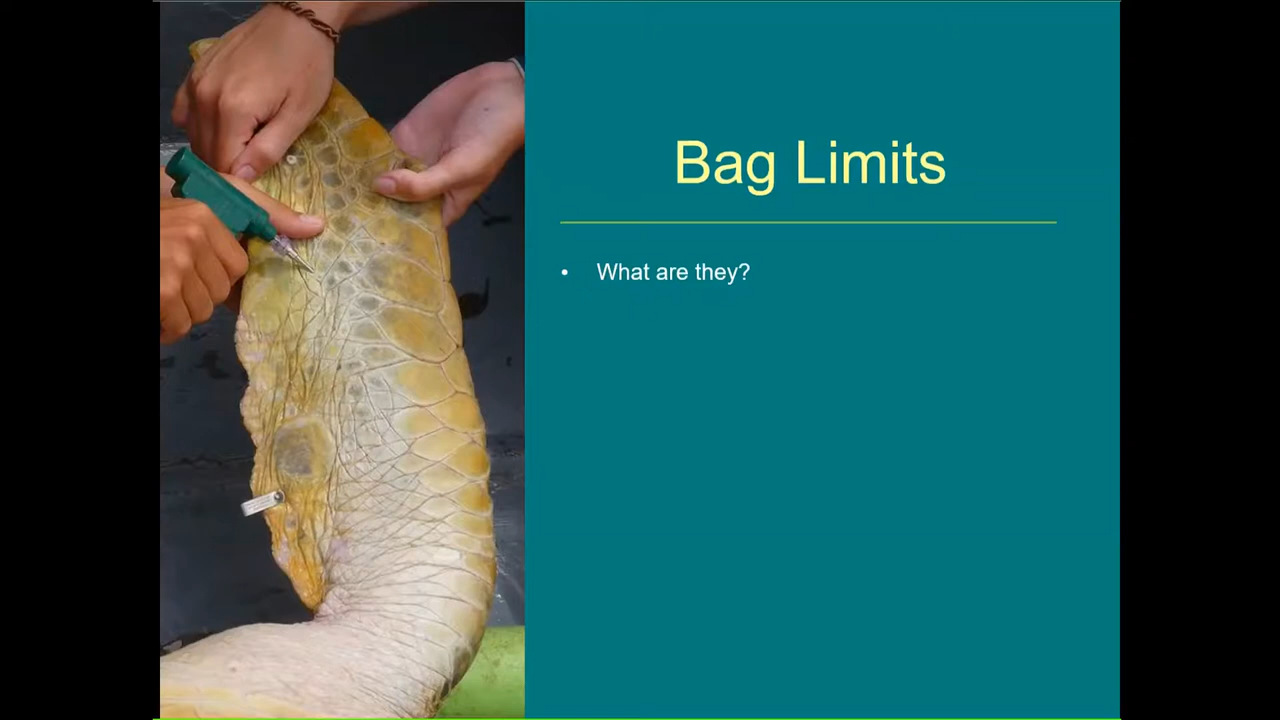 Bag Limits
• What are they?